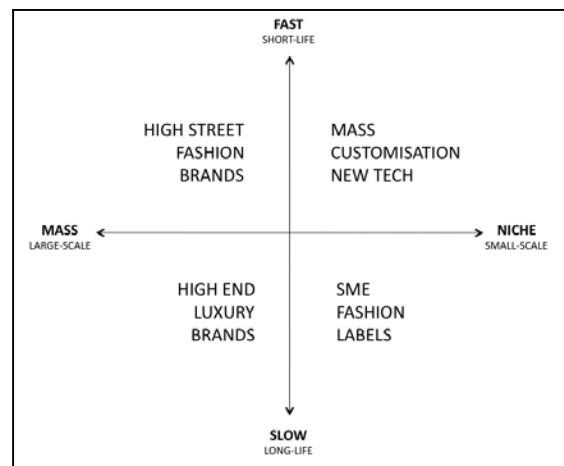 FAST
SHORT-LIFE
HIGH STREET
FASHION
BRANDS
MASS
CUSTOMISATION
NEW TECH
MASS
LARGE-SCALE
NICHE
SMALL-SCALE
HIGH END
LUXURY
BRANDS
SME
FASHION
LABELS
SLOW
LONG-LIFE